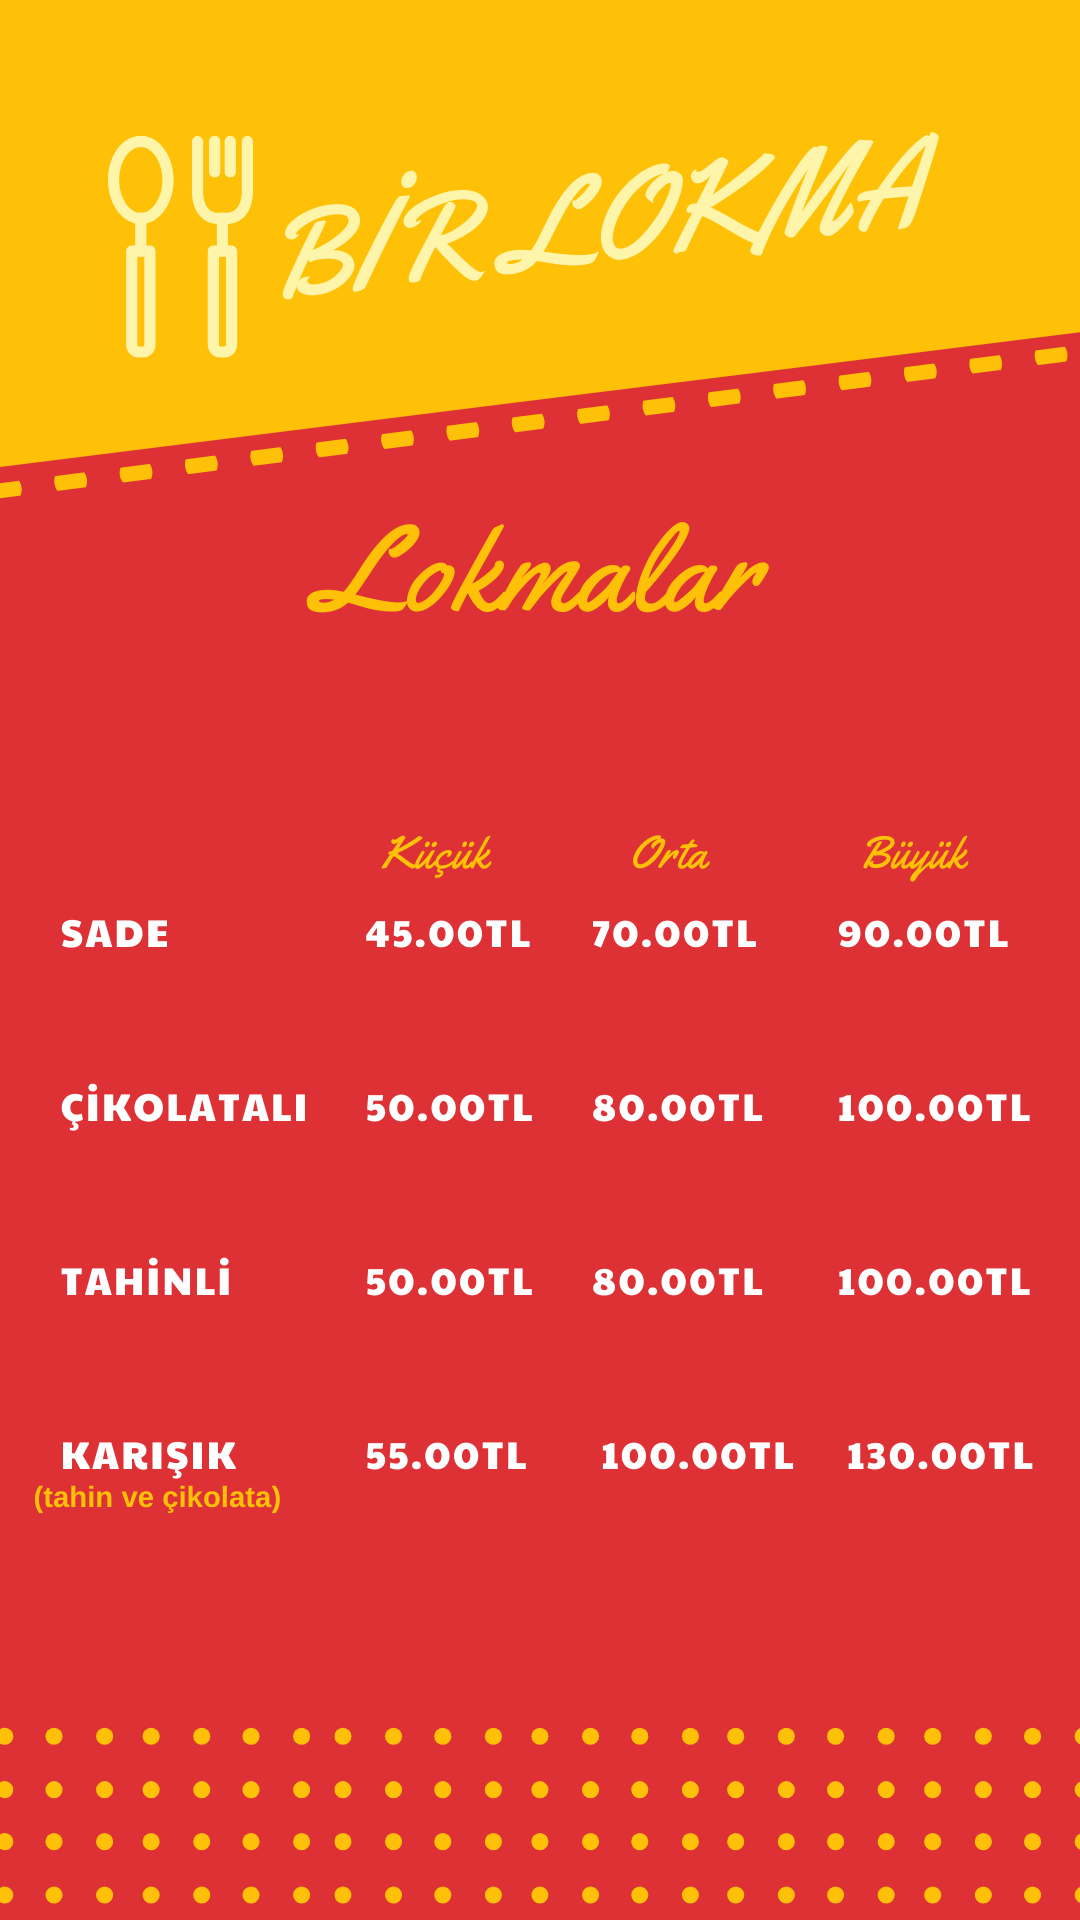 BİR LOKMA
Lokmalar
Küçük Orta Büyük
SADE 45.00TL 70.00TL 90.00TL
ÇİKOLATALI 50.00TL 80.00TL 100.00TL
TAHİNLİ 50.00TL 80.00TL 100.00TL
KARIŞIK 55.00TL 100.00TL 130.00TL
(tahin ve çikolata)